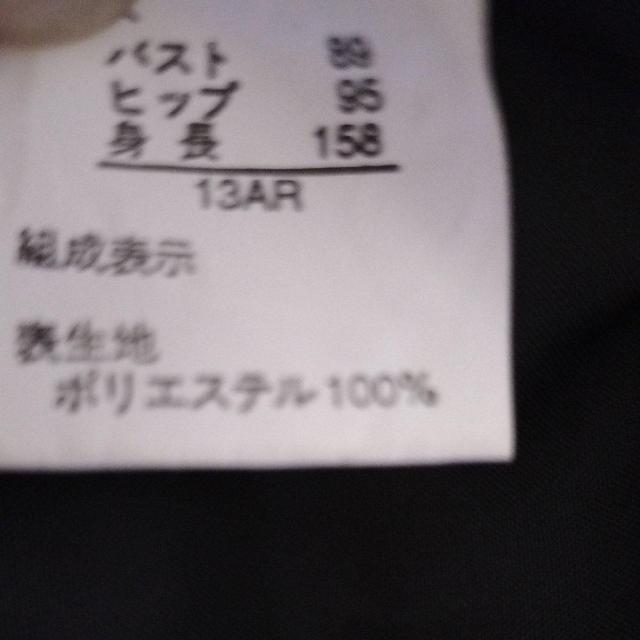 バスト 89
ヒップ 95
身長 158
13AR
組成表示
表生地
ポリエステル100%